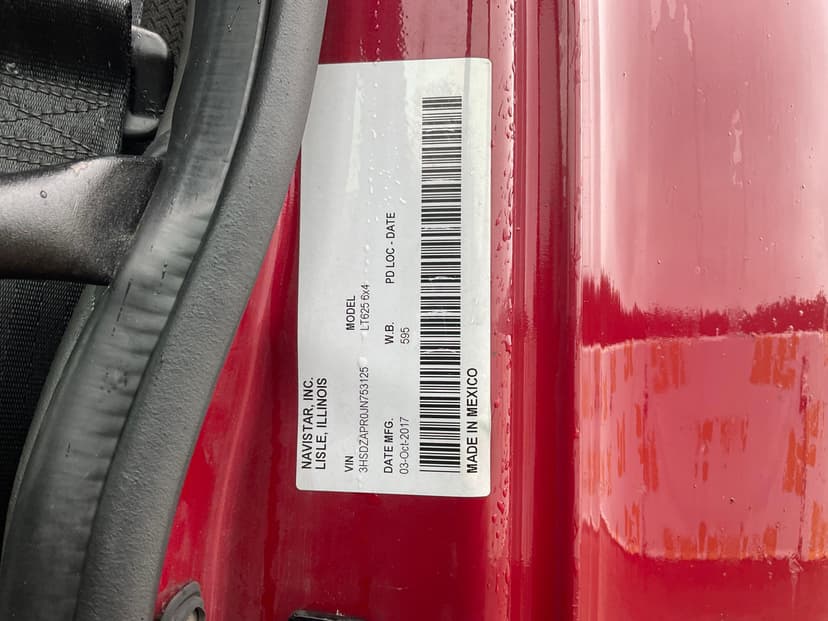 NAVISTAR, INC.
LISLE, ILLINOIS
VIN MODEL
3HSDZAPR0JN753125 LT625 6x4
DATE MFG. W.B. PD LOC - DATE
03-Oct-2017 595
MADE IN MEXICO